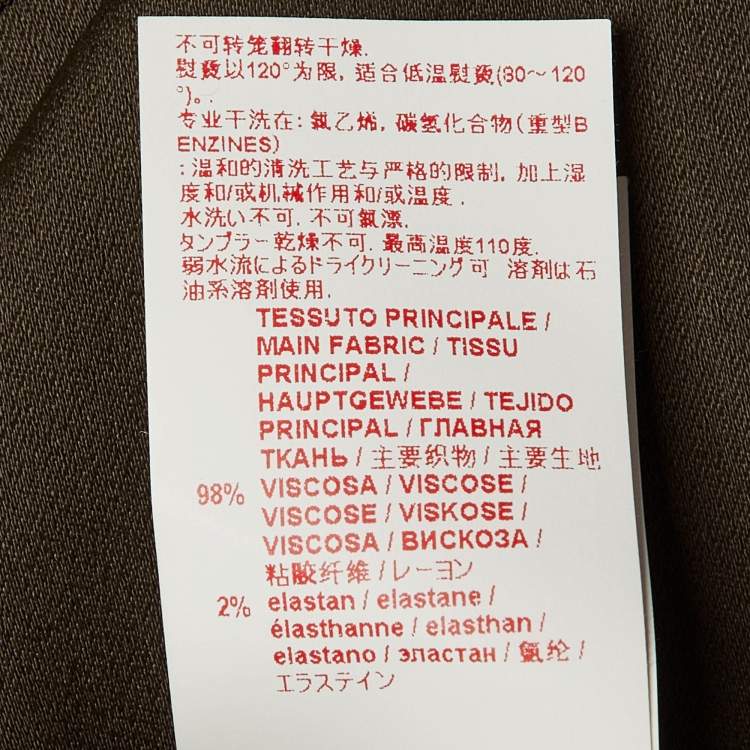 不可转笼翻转干燥.
熨烫以120°为限, 适合低温熨烫(80～120
°)。.
专业干洗在: 氯乙烯, 碳氢化合物(重型B
ENZINES)
: 温和的清洗工艺与严格的限制, 加上湿
度和/或机械作用和/或温度 .
水洗い不可. 不可氯漂.
タンブラー乾燥不可. 最高温度110度.
弱水流によるドライクリーニング可 溶剤は石
油系溶剤使用.
TESSUTO PRINCIPALE /
MAIN FABRIC / TISSU
PRINCIPAL /
HAUPTGEWEBE / TEJIDO
PRINCIPAL / ГЛАВНАЯ
ТКАНЬ / 主要织物 / 主要生地
98% VISCOSA / VISCOSE /
VISCOSE / VISKOSE /
VISCOSA / ВИСКОЗА /
粘胶纤维 / レーヨン
2% elastan / elastane /
élasthanne / elasthan /
elastano / эластан / 氨纶 /
エラステイン